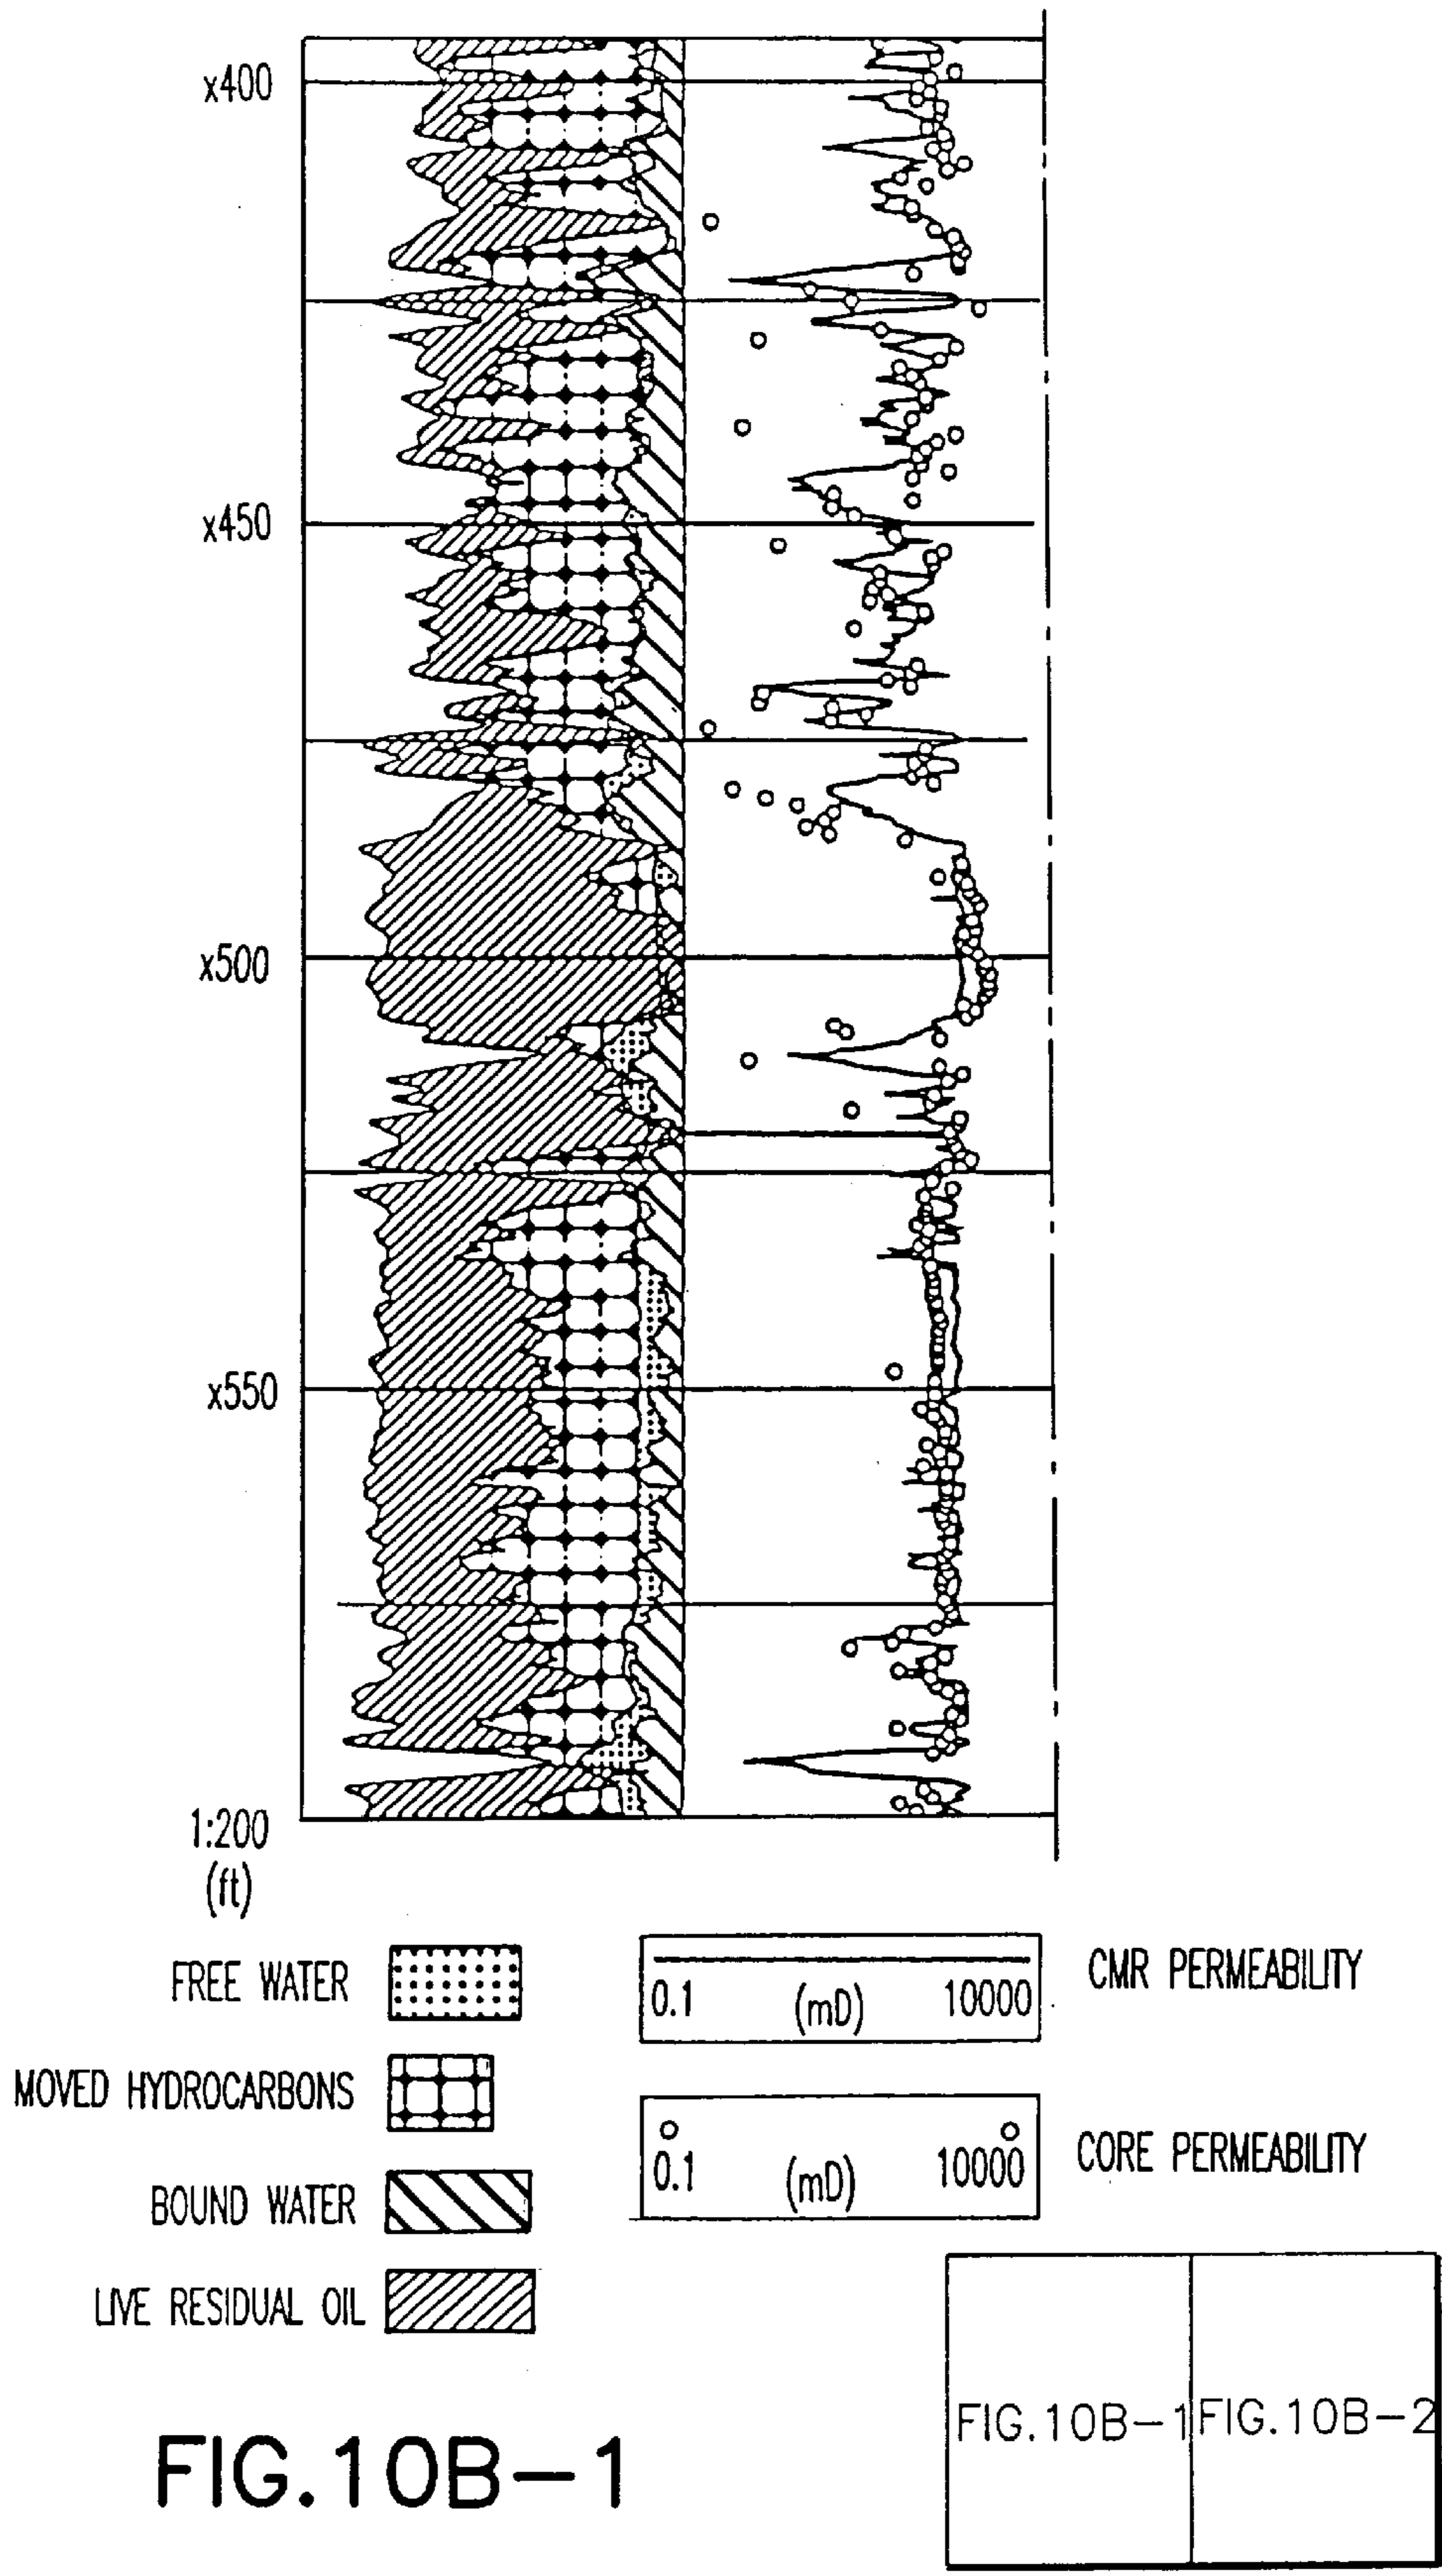 x400
x450
x500
x550
1:200
(ft)
FREE WATER
MOVED HYDROCARBONS
BOUND WATER
LIVE RESIDUAL OIL
0.1 (mD) 10000
CMR PERMEABILITY
0.1 (mD) 10000
CORE PERMEABILITY
FIG.10B-1
FIG.10B-1 FIG.10B-2